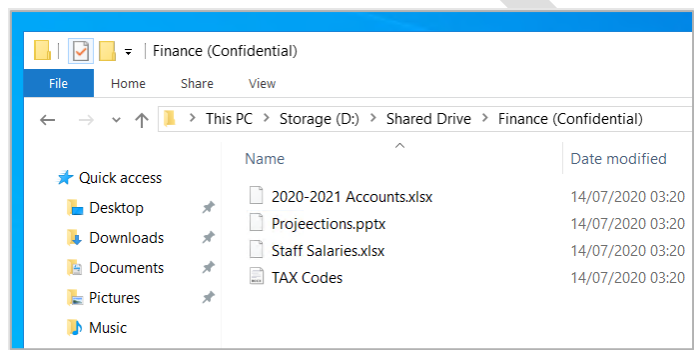 Finance (Confidential)
File Home Share View
This PC > Storage (D:) > Shared Drive > Finance (Confidential)
Name Date modified
Quick access
Desktop
Downloads
Documents
Pictures
Music
2020-2021 Accounts.xlsx 14/07/2020 03:20
Projeections.pptx 14/07/2020 03:20
Staff Salaries.xlsx 14/07/2020 03:20
TAX Codes 14/07/2020 03:20